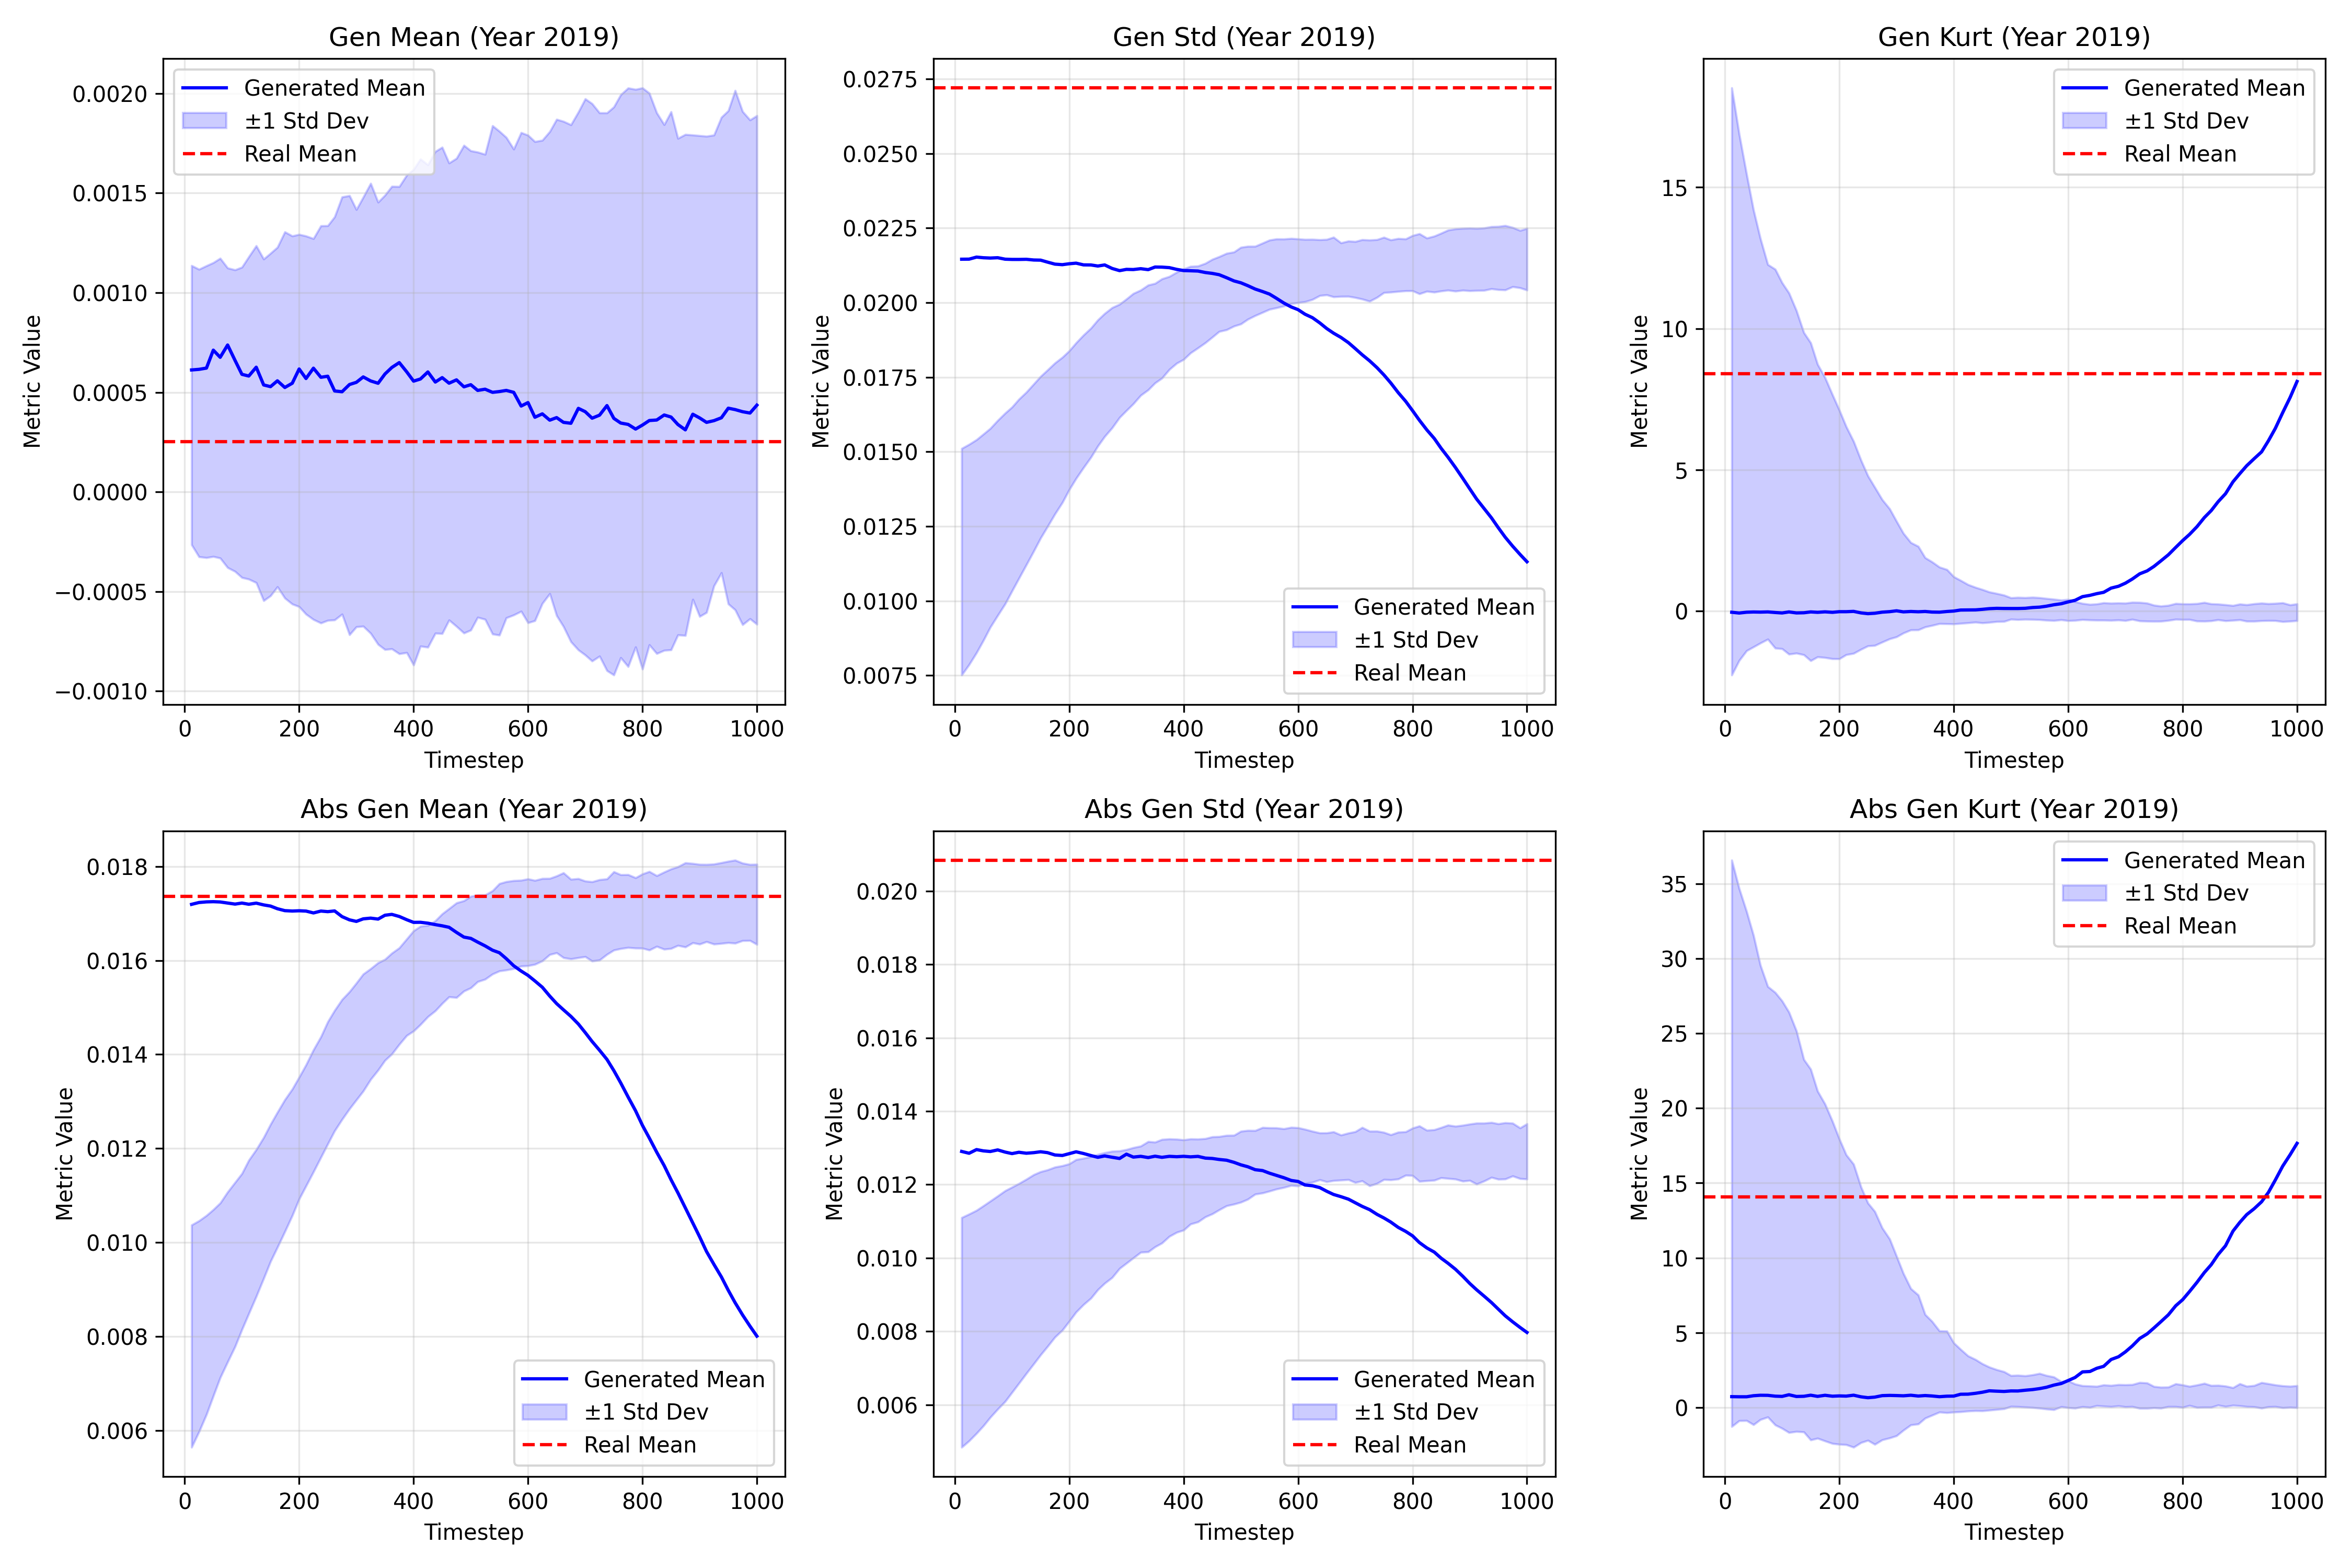 Gen Mean (Year 2019)
Metric Value
0.0020
0.0015
0.0010
0.0005
0.0000
−0.0005
−0.0010
Generated Mean
±1 Std Dev
Real Mean
0 200 400 600 800 1000
Timestep
Gen Std (Year 2019)
Metric Value
0.0275
0.0250
0.0225
0.0200
0.0175
0.0150
0.0125
0.0100
0.0075
Generated Mean
±1 Std Dev
Real Mean
0 200 400 600 800 1000
Timestep
Gen Kurt (Year 2019)
Metric Value
15
10
5
0
Generated Mean
±1 Std Dev
Real Mean
0 200 400 600 800 1000
Timestep
Abs Gen Mean (Year 2019)
Metric Value
0.018
0.016
0.014
0.012
0.010
0.008
0.006
Generated Mean
±1 Std Dev
Real Mean
0 200 400 600 800 1000
Timestep
Abs Gen Std (Year 2019)
Metric Value
0.020
0.018
0.016
0.014
0.012
0.010
0.008
0.006
Generated Mean
±1 Std Dev
Real Mean
0 200 400 600 800 1000
Timestep
Abs Gen Kurt (Year 2019)
Metric Value
35
30
25
20
15
10
5
0
Generated Mean
±1 Std Dev
Real Mean
0 200 400 600 800 1000
Timestep